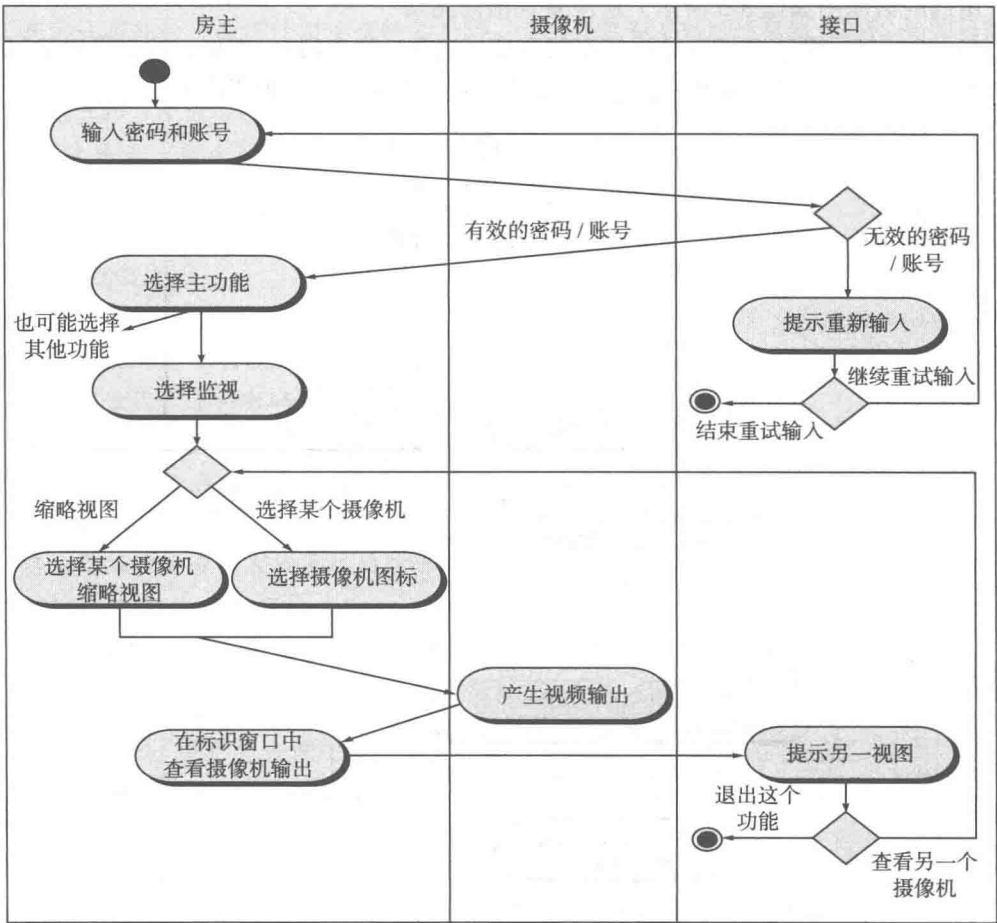 房主
摄像机
接口
输入密码和账号
有效的密码 / 账号
无效的密码
/ 账号
选择主功能
也可能选择
其他功能
提示重新输入
选择监视
继续重试输入
结束重试输入
缩略视图
选择某个摄像机
选择某个摄像机
缩略视图
选择摄像机图标
产生视频输出
在标识窗口中
查看摄像机输出
提示另一视图
退出这个
功能
查看另一个
摄像机